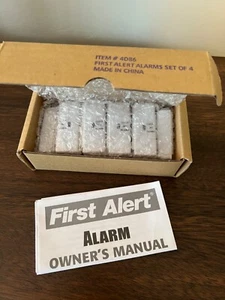 ITEM # 4086
FIRST ALERT ALARMS SET OF 4
MADE IN CHINA
First Alert®
ALARM
OWNER'S MANUAL